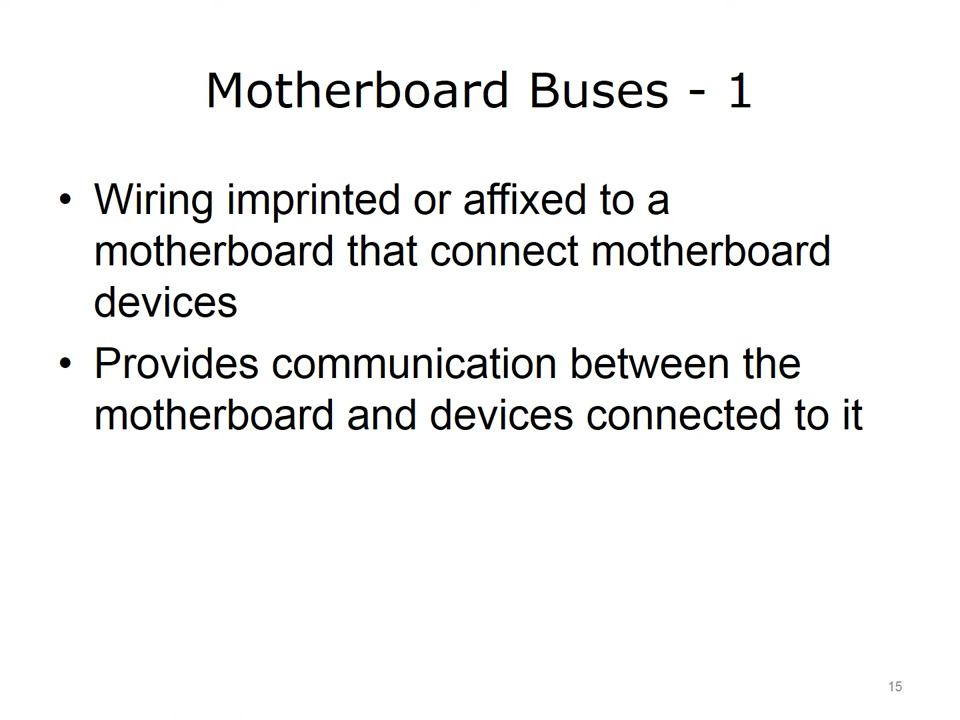 Motherboard Buses - 1
• Wiring imprinted or affixed to a
motherboard that connect motherboard
devices
• Provides communication between the
motherboard and devices connected to it
15